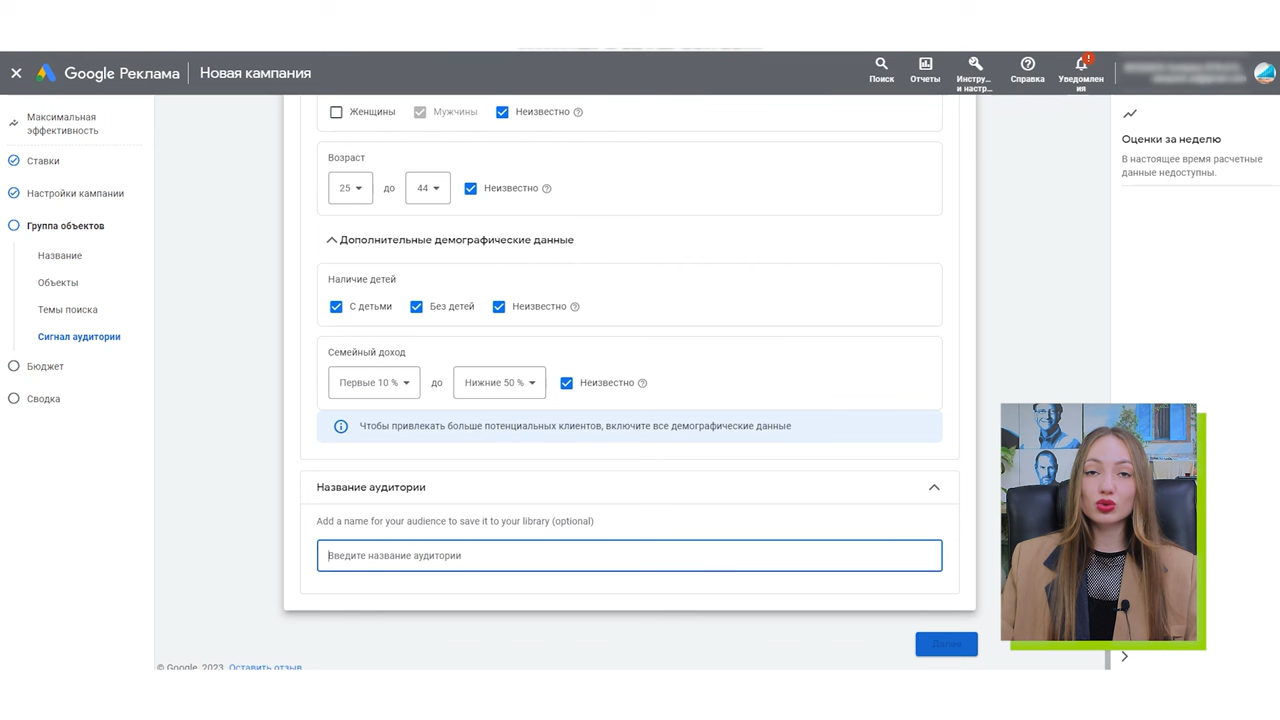 Google Реклама
Новая кампания
Поиск
Отчеты
Инстру...
и настр...
Справка
Уведомлен
ия
!
Максимальная
эффективность
Ставки
Настройки кампании
Группа объектов
Название
Объекты
Темы поиска
Сигнал аудитории
Бюджет
Сводка
Женщины Мужчины Неизвестно
Возраст
25 до 44 Неизвестно
Дополнительные демографические данные
Наличие детей
С детьми Без детей Неизвестно
Семейный доход
Первые 10 % до Нижние 50 % Неизвестно
Чтобы привлекать больше потенциальных клиентов, включите все демографические данные
Название аудитории
Add a name for your audience to save it to your library (optional)
Введите название аудитории
Далее
© Google, 2023 Оставить отзыв
Оценки за неделю
В настоящее время расчетные
данные недоступны.